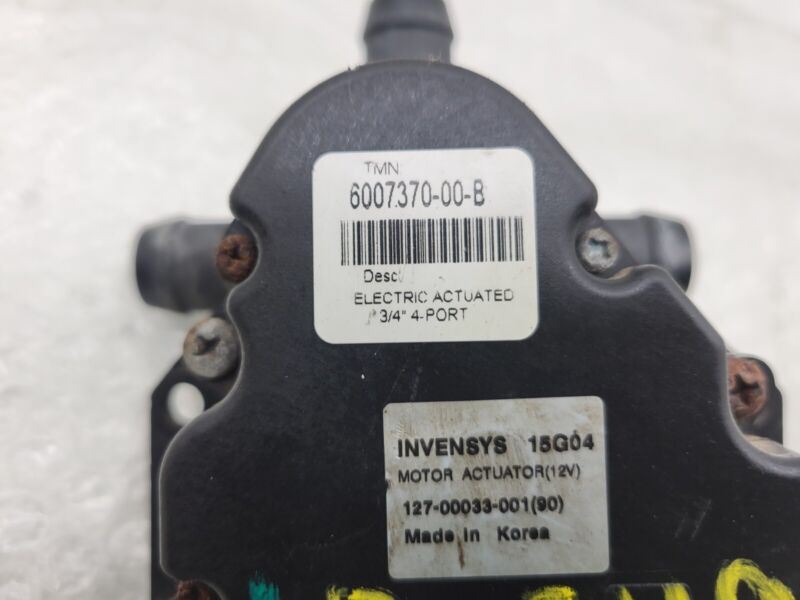 TMN:
6007370-00-B
ELECTRIC ACTUATED
3/4" 4-PORT
INVENSYS 15G04
MOTOR ACTUATOR(12V)
127-00033-001(90)
Made In Korea